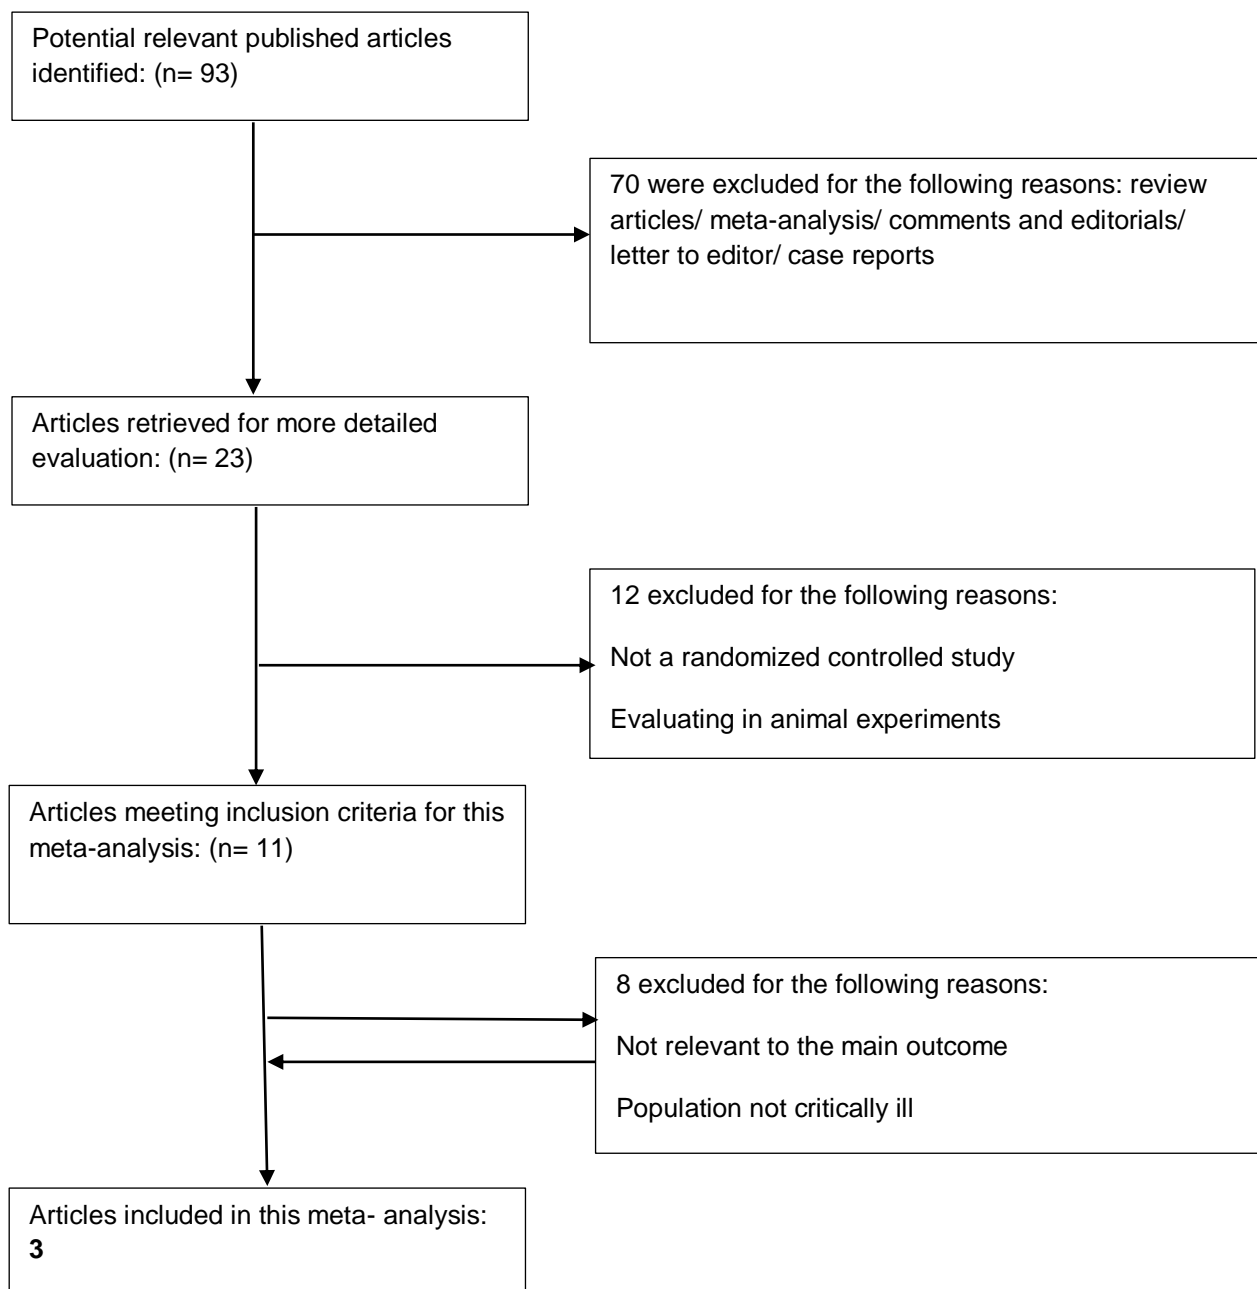 Potential relevant published articles
identified: (n= 93)
70 were excluded for the following reasons: review
articles/ meta-analysis/ comments and editorials/
letter to editor/ case reports
Articles retrieved for more detailed
evaluation: (n= 23)
12 excluded for the following reasons:
Not a randomized controlled study
Evaluating in animal experiments
Articles meeting inclusion criteria for this
meta-analysis: (n= 11)
8 excluded for the following reasons:
Not relevant to the main outcome
Population not critically ill
Articles included in this meta- analysis:
3